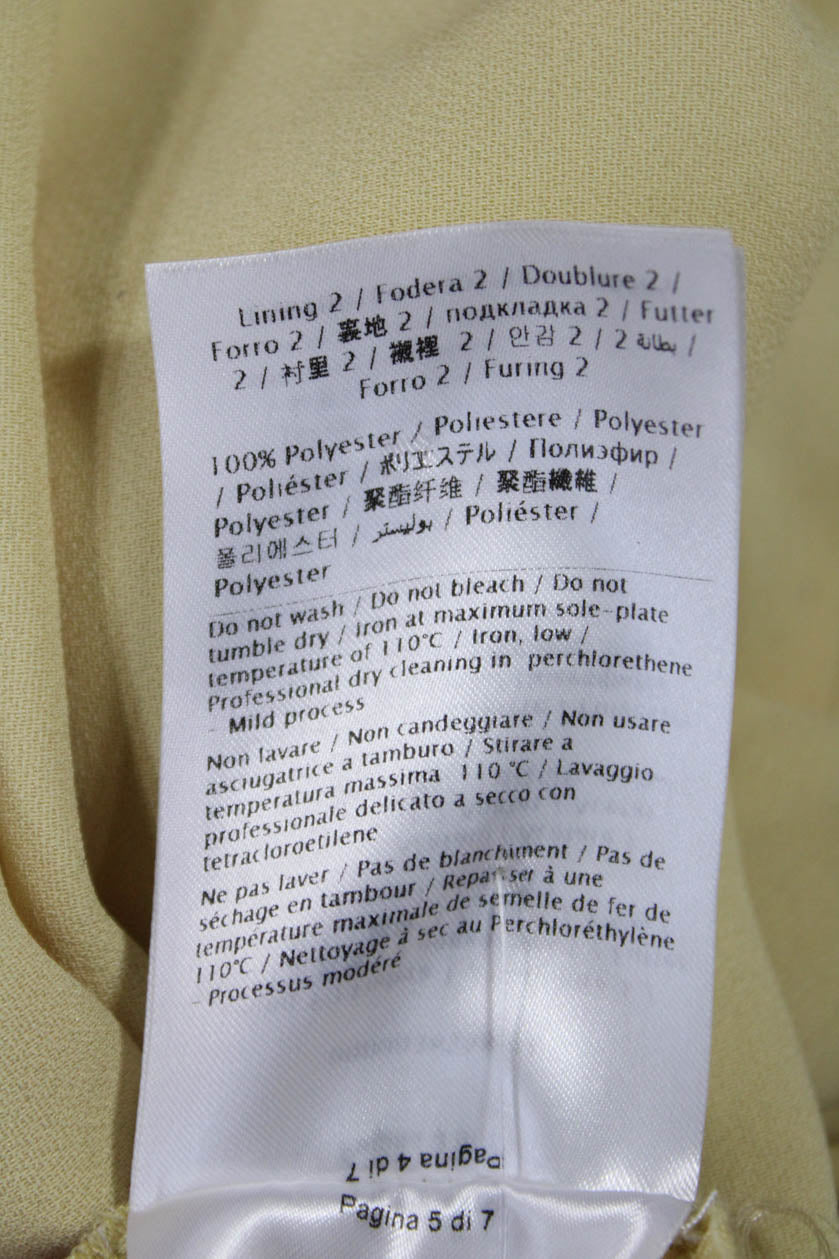 Lining 2 / Fodera 2 / Doublure 2 /
Forro 2 / 裏地 2 / подкладка 2 / Futter
2 / 衬里 2 / 襯裡 2 / 안감 2 / 2 بطانة /
Forro 2 / Furing 2
100% Polyester / Poliestere / Polyester
/ Poliéster / ポリエステル / Полиэфир /
Polyester / 聚酯纤维 / 聚酯纖維 /
폴리에스터 / بوليستر / Poliéster /
Polyester
Do not wash / Do not bleach / Do not
tumble dry / Iron at maximum sole-plate
temperature of 110°C / Iron, low /
Professional dry cleaning in perchlorethene
- Mild process
Non lavare / Non candeggiare / Non usare
asciugatrice a tamburo / Stirare a
temperatura massima 110 °C / Lavaggio
professionale delicato a secco con
tetracloroetilene
Ne pas laver / Pas de blanchiment / Pas de
séchage en tambour / Repasser à une
température maximale de semelle de fer de
110°C / Nettoyage à sec au Perchloréthylène
- Processus modéré
Pagina 4 di 7
Pagina 5 di 7